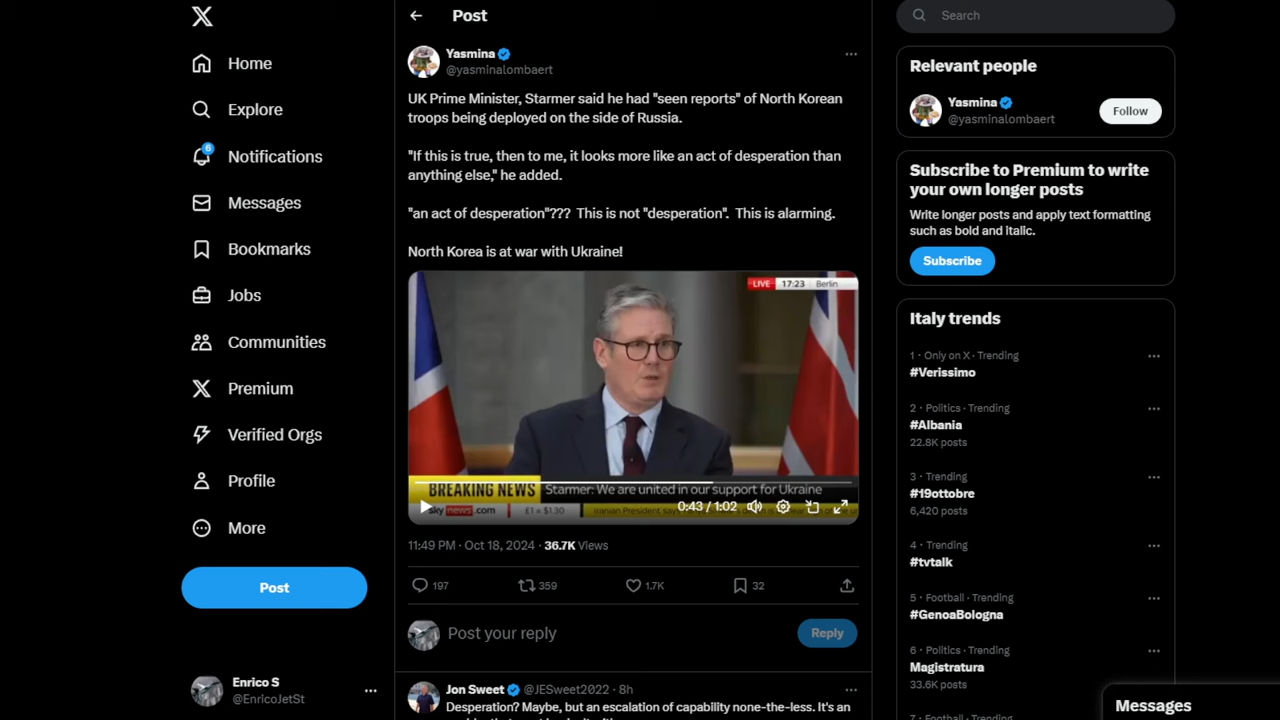 Post
Search
Home
Explore
6
Notifications
Messages
Bookmarks
Jobs
Communities
Premium
Verified Orgs
Profile
More
Post
Enrico S
@EnricoJetSt
Yasmina
@yasminalombaert
UK Prime Minister, Starmer said he had "seen reports" of North Korean
troops being deployed on the side of Russia.
"If this is true, then to me, it looks more like an act of desperation than
anything else," he added.
"an act of desperation"??? This is not "desperation". This is alarming.
North Korea is at war with Ukraine!
LIVE 17:23 Berlin
BREAKING NEWS Starmer: We are united in our support for Ukraine
sky news.com £1 = $1.30 Iranian President say
0:43 / 1:02
11:49 PM · Oct 18, 2024 · 36.7K Views
197 359 1.7K 32
Post your reply
Reply
Jon Sweet @JESweet2022 · 8h
Desperation? Maybe, but an escalation of capability none-the-less. It's an
Relevant people
Yasmina
@yasminalombaert
Follow
Subscribe to Premium to write
your own longer posts
Write longer posts and apply text formatting
such as bold and italic.
Subscribe
Italy trends
1 · Only on X · Trending
#Verissimo
2 · Politics · Trending
#Albania
22.8K posts
3 · Trending
#19ottobre
6,420 posts
4 · Trending
#tvtalk
5 · Football · Trending
#GenoaBologna
6 · Politics · Trending
Magistratura
33.6K posts
Messages